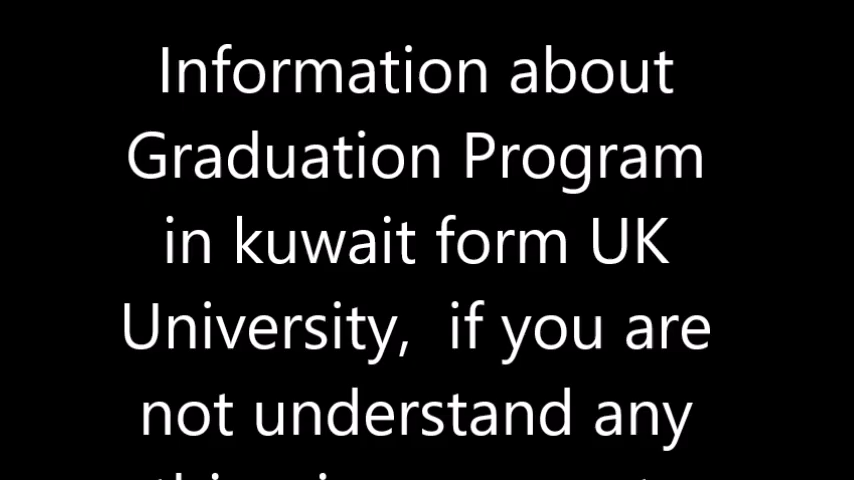 Information about
Graduation Program
in kuwait form UK
University,  if you are
not understand any